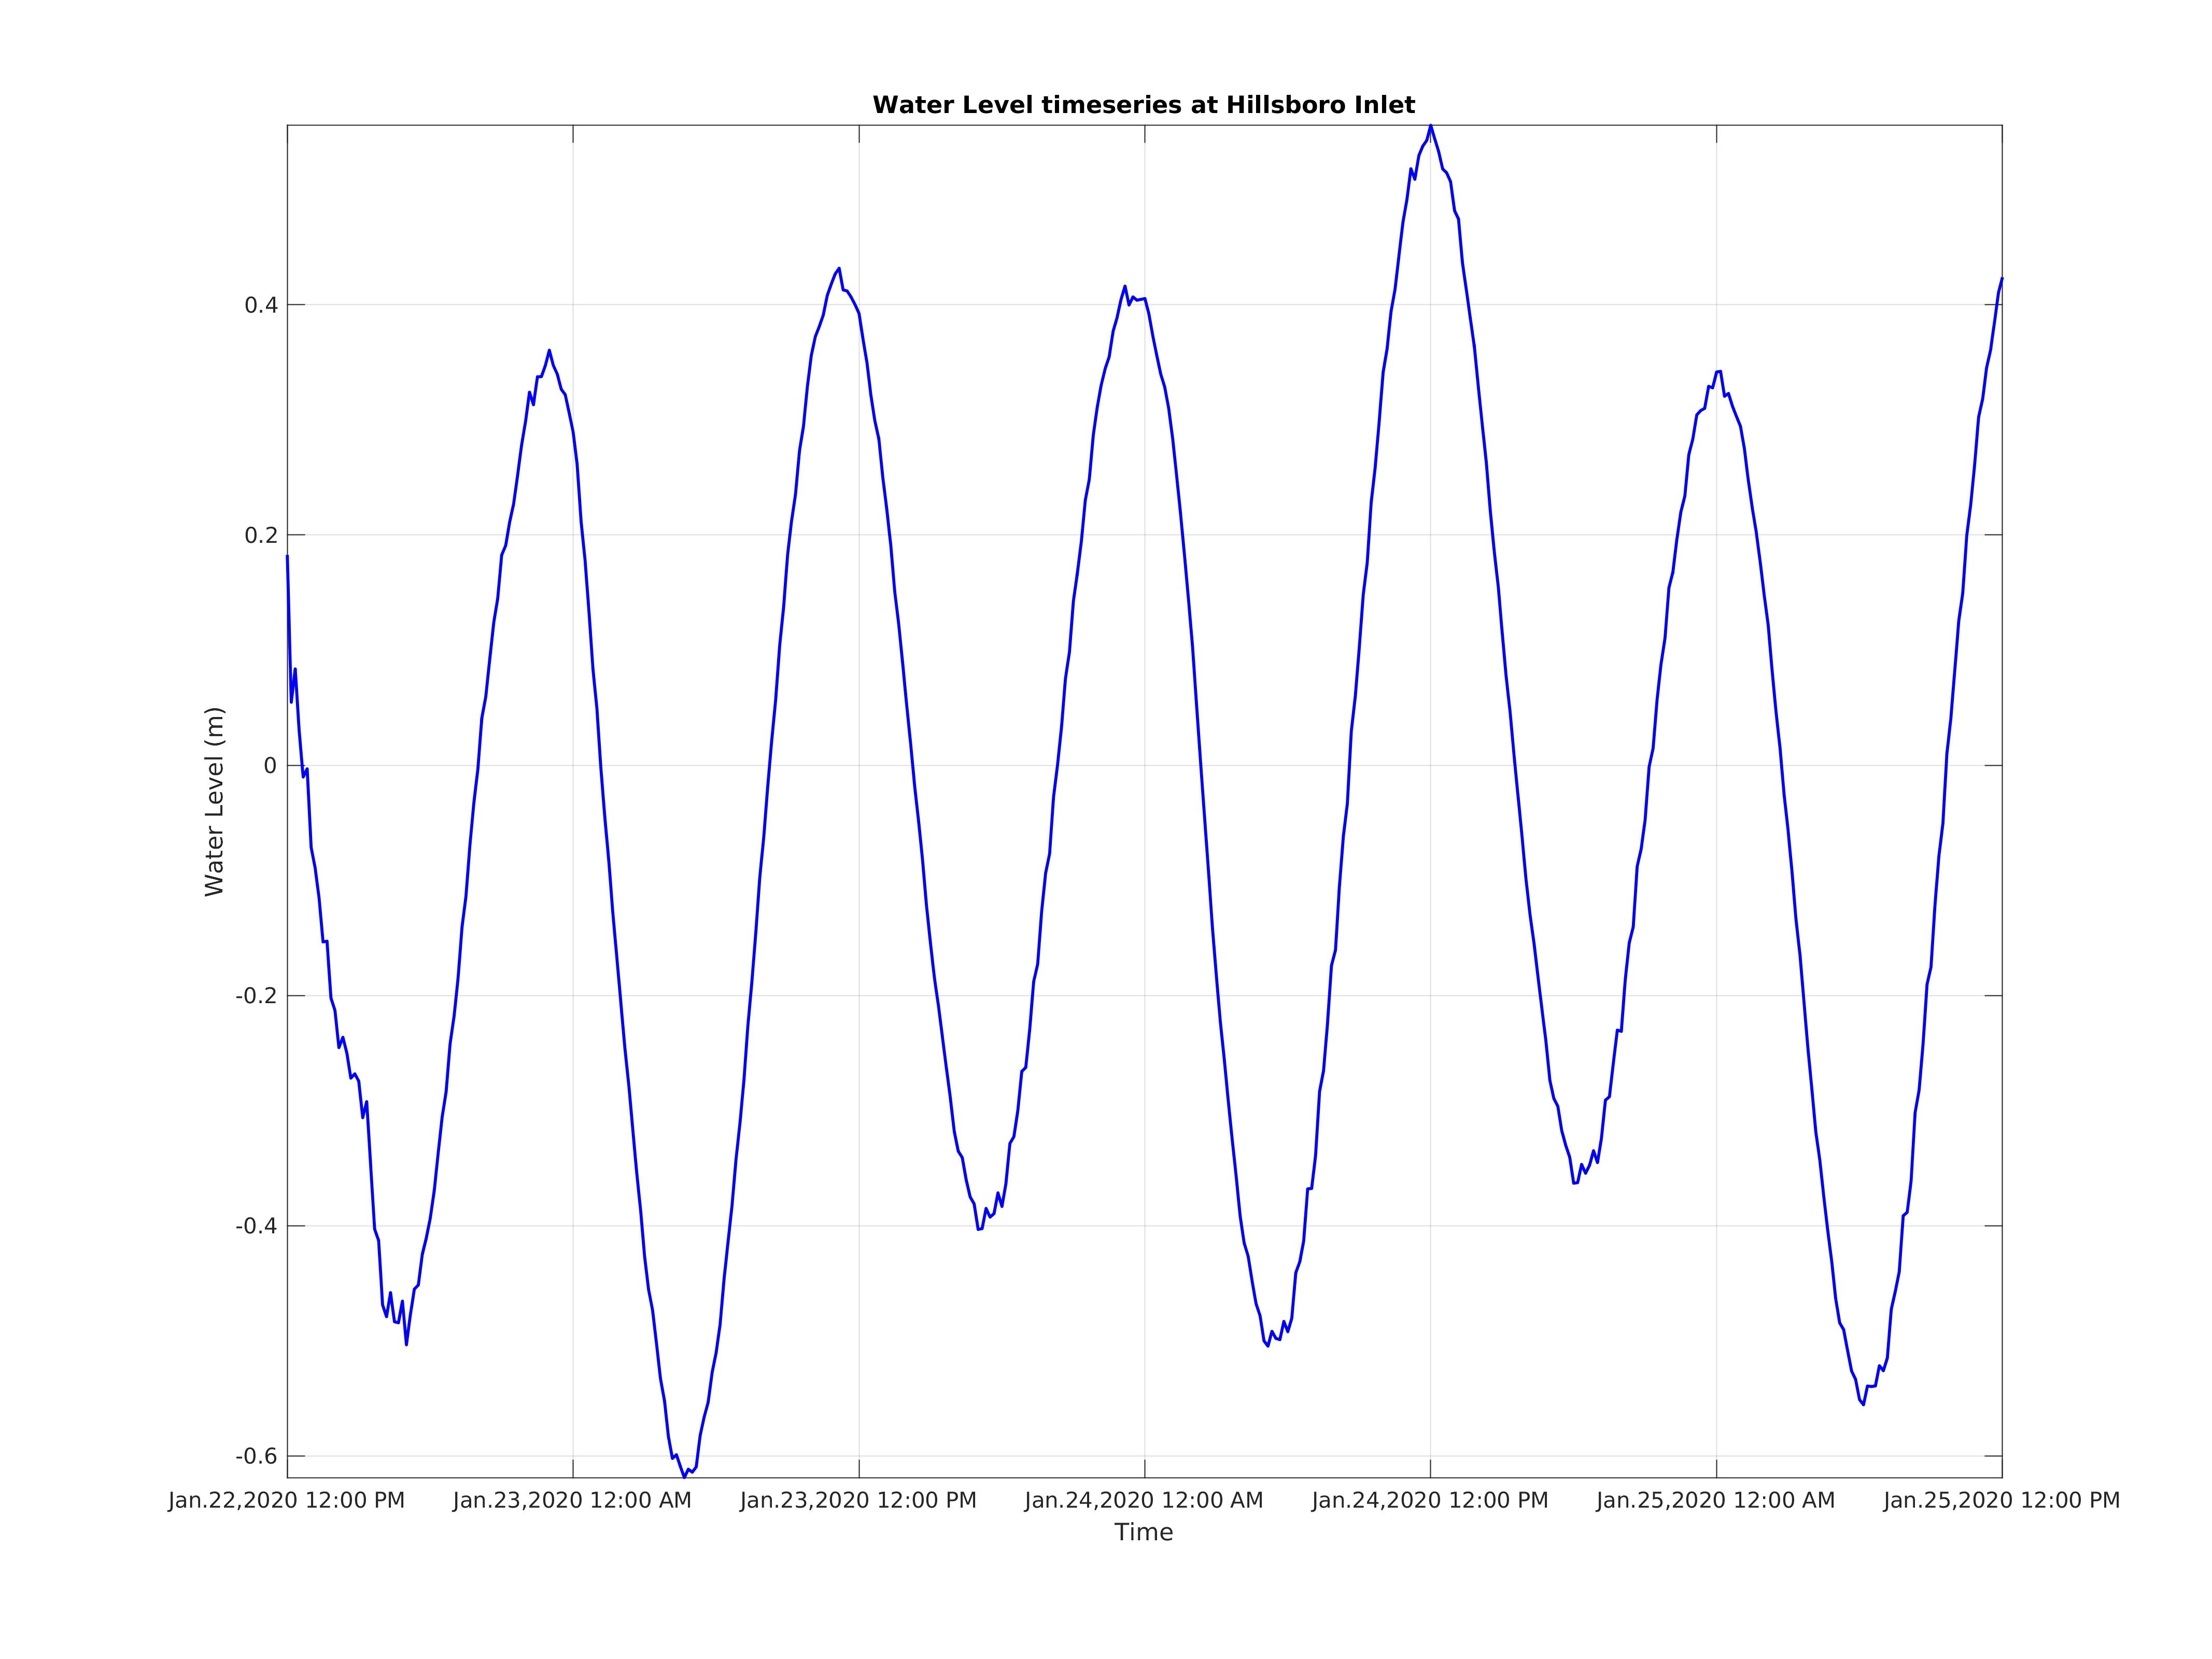 Water Level timeseries at Hillsboro Inlet
Water Level (m)
0.4
0.2
0
-0.2
-0.4
-0.6
Jan.22,2020 12:00 PM
Jan.23,2020 12:00 AM
Jan.23,2020 12:00 PM
Jan.24,2020 12:00 AM
Jan.24,2020 12:00 PM
Jan.25,2020 12:00 AM
Jan.25,2020 12:00 PM
Time